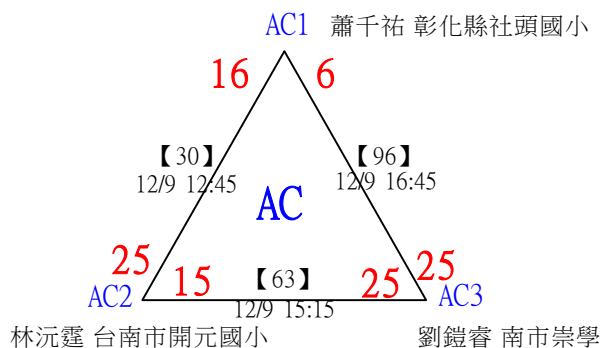 AC1 蕭千祐 彰化縣社頭國小
16 6
【30】 【96】
12/9 12:45 12/9 16:45
AC
25 15 【63】 25 25
AC2 AC3
12/9 15:15
林沅霆 台南市開元國小 劉鎧睿 南市崇學